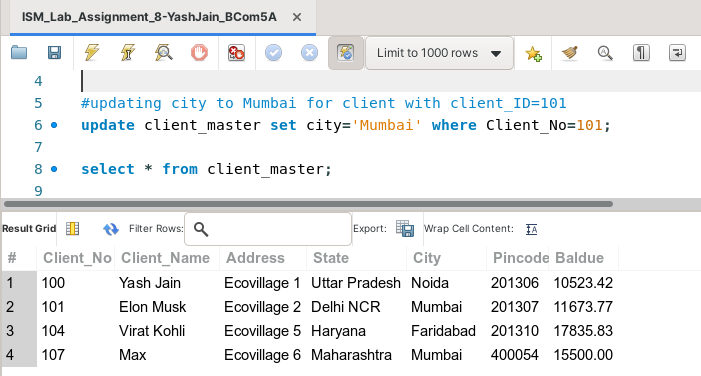 ISM_Lab_Assignment_8-YashJain_BCom5A ×
Limit to 1000 rows
4
5 #updating city to Mumbai for client with client_ID=101
6 update client_master set city='Mumbai' where Client_No=101;
7
8 select * from client_master;
9
Result Grid Filter Rows: Export: Wrap Cell Content: IA
# Client_No Client_Name Address State City Pincode Baldue
1 100 Yash Jain Ecovillage 1 Uttar Pradesh Noida 201306 10523.42
2 101 Elon Musk Ecovillage 2 Delhi NCR Mumbai 201307 11673.77
3 104 Virat Kohli Ecovillage 5 Haryana Faridabad 201310 17835.83
4 107 Max Ecovillage 6 Maharashtra Mumbai 400054 15500.00